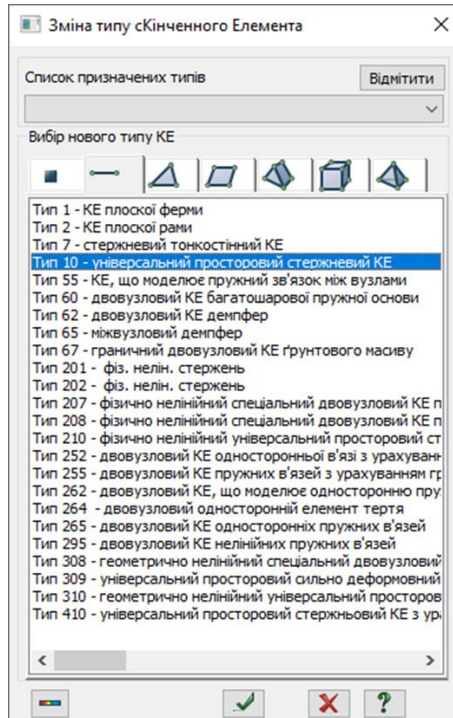 Зміна типу сКінченного Елемента
Список призначених типів
Відмітити
Вибір нового типу КЕ
Тип 1 - КЕ плоскої ферми
Тип 2 - КЕ плоскої рами
Тип 7 - стержневий тонкостінний КЕ
Тип 10 - універсальний просторовий стержневий КЕ
Тип 55 - КЕ, що моделює пружний зв'язок між вузлами
Тип 60 - двовузловий КЕ багатошарової пружної основи
Тип 62 - двовузловий КЕ демпфер
Тип 65 - міжвузловий демпфер
Тип 67 - граничний двовузловий КЕ ґрунтового масиву
Тип 201 - фіз. нелін. стержень
Тип 202 - фіз. нелін. стержень
Тип 207 - фізично нелінійний спеціальний двовузловий КЕ п
Тип 208 - фізично нелінійний спеціальний двовузловий КЕ п
Тип 210 - фізично нелінійний універсальний просторовий ст
Тип 252 - двовузловий КЕ односторонньої в'язі з урахуванн
Тип 255 - двовузловий КЕ пружних в'язей з урахуванням гр
Тип 262 - двовузловий КЕ, що моделює односторонню пру
Тип 264 - двовузловий односторонній елемент тертя
Тип 265 - двовузловий КЕ односторонніх пружних в'язей
Тип 295 - двовузловий КЕ нелінійних пружних в'язей
Тип 308 - геометрично нелінійний спеціальний двовузловий
Тип 309 - універсальний просторовий сильно деформовний
Тип 310 - геометрично нелінійний універсальний просторов
Тип 410 - універсальний просторовий стержньовий КЕ з ура